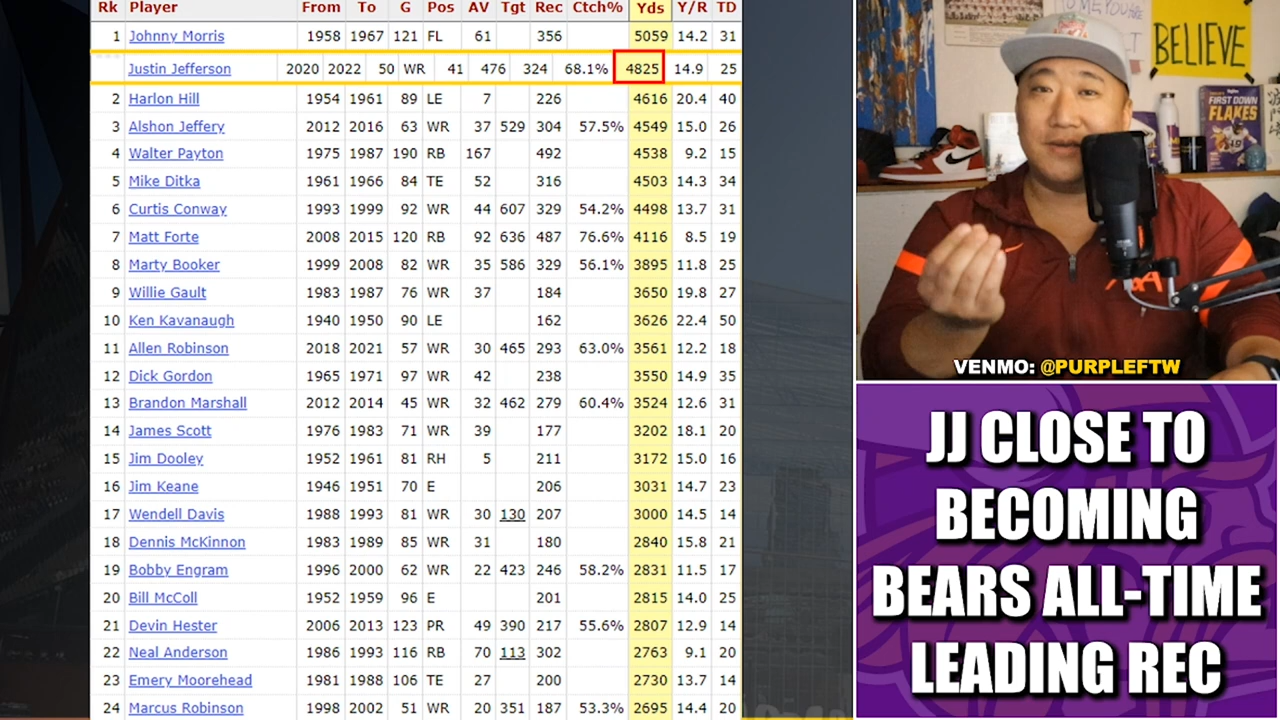 Rk Player From To G Pos AV Tgt Rec Ctch% Yds Y/R TD
1 Johnny Morris 1958 1967 121 FL 61 356 5059 14.2 31
Justin Jefferson 2020 2022 50 WR 41 476 324 68.1% 4825 14.9 25
2 Harlon Hill 1954 1961 89 LE 7 226 4616 20.4 40
3 Alshon Jeffery 2012 2016 63 WR 37 529 304 57.5% 4549 15.0 26
4 Walter Payton 1975 1987 190 RB 167 492 4538 9.2 15
5 Mike Ditka 1961 1966 84 TE 52 316 4503 14.3 34
6 Curtis Conway 1993 1999 92 WR 44 607 329 54.2% 4498 13.7 31
7 Matt Forte 2008 2015 120 RB 92 636 487 76.6% 4116 8.5 19
8 Marty Booker 1999 2008 82 WR 35 586 329 56.1% 3895 11.8 25
9 Willie Gault 1983 1987 76 WR 37 184 3650 19.8 27
10 Ken Kavanaugh 1940 1950 90 LE 162 3626 22.4 50
11 Allen Robinson 2018 2021 57 WR 30 465 293 63.0% 3561 12.2 18
12 Dick Gordon 1965 1971 97 WR 42 238 3550 14.9 35
13 Brandon Marshall 2012 2014 45 WR 32 462 279 60.4% 3524 12.6 31
14 James Scott 1976 1983 71 WR 39 177 3202 18.1 20
15 Jim Dooley 1952 1961 81 RH 5 211 3172 15.0 16
16 Jim Keane 1946 1951 70 E 206 3031 14.7 23
17 Wendell Davis 1988 1993 81 WR 30 130 207 3000 14.5 14
18 Dennis McKinnon 1983 1989 85 WR 31 180 2840 15.8 21
19 Bobby Engram 1996 2000 62 WR 22 423 246 58.2% 2831 11.5 17
20 Bill McColl 1952 1959 96 E 201 2815 14.0 25
21 Devin Hester 2006 2013 123 PR 49 390 217 55.6% 2807 12.9 14
22 Neal Anderson 1986 1993 116 RB 70 113 302 2763 9.1 20
23 Emery Moorehead 1981 1988 106 TE 27 200 2730 13.7 14
24 Marcus Robinson 1998 2002 51 WR 20 351 187 53.3% 2695 14.4 20
BELIEVE
FIRST DOWN
FLAKES
VENMO: @PURPLEFTW
JJ CLOSE TO
BECOMING
BEARS ALL-TIME
LEADING REC